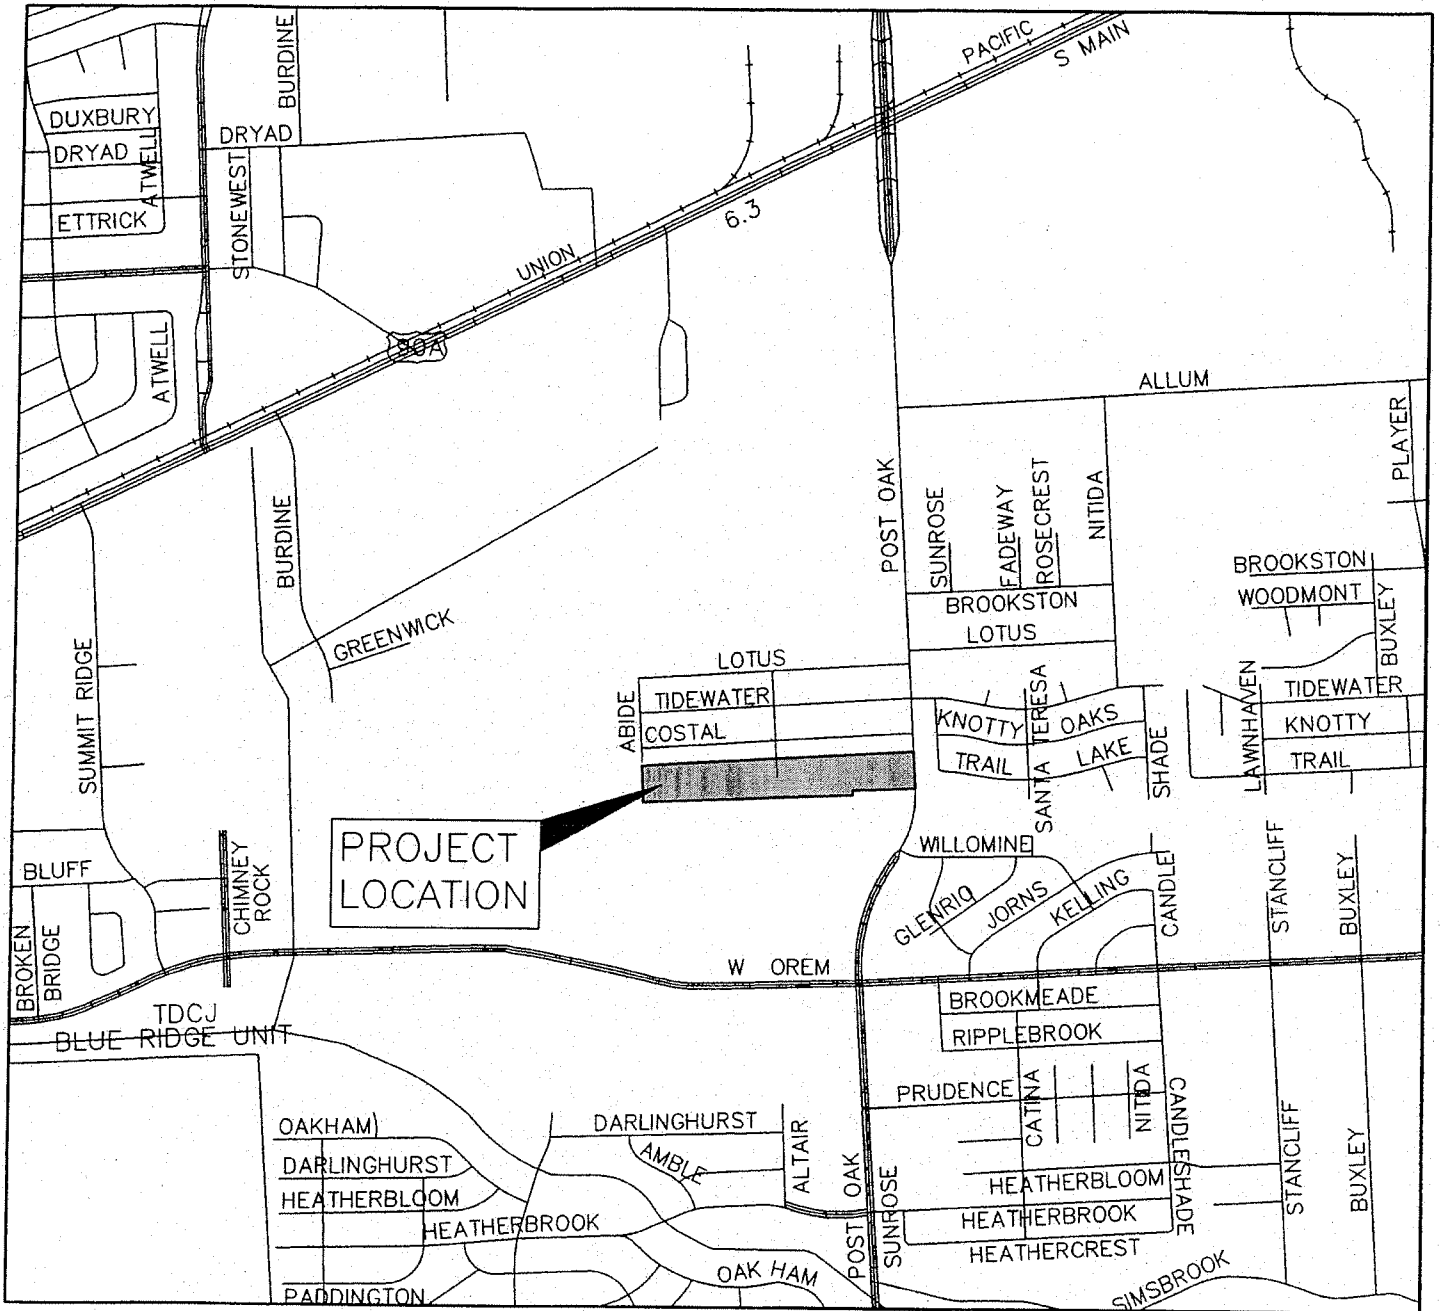 PACIFIC
S MAIN
BURDINE
DUXBURY
DRYAD
DRYAD
ATWELL
ETTRICK
STONEWEST
6.3
UNION
90A
ATWELL
ALLUM
PLAYER
POST OAK
SUNROSE
FADEWAY
ROSECREST
NITIDA
BURDINE
BROOKSTON
WOODMONT
BUXLEY
BROOKSTON
LOTUS
GREENWICK
SUMMIT RIDGE
LOTUS
ABIDE
TIDEWATER
COSTAL
SANTA TERESA
KNOTTY OAKS
TRAIL LAKE
SHADE
LAWNHAVEN
TIDEWATER
KNOTTY
TRAIL
PROJECT
LOCATION
WILLOMINE
GLENRIQ
JORNS
KELLING
CANDLE
STANCLIFF
BUXLEY
BLUFF
CHIMNEY
ROCK
BROKEN
BRIDGE
W OREM
TDCJ
BLUE RIDGE UNIT
BROOKMEADE
RIPPLEBROOK
PRUDENCE
CATINA
NITIDA
CANDLESHADE
STANCLIFF
BUXLEY
OAKHAM
DARLINGHURST
HEATHERBLOOM
HEATHERBROOK
PADDINGTON
DARLINGHURST
AMBLE
ALTAIR
POST OAK
SUNROSE
HEATHERBLOOM
HEATHERBROOK
HEATHERCREST
OAK HAM
SIMSBROOK